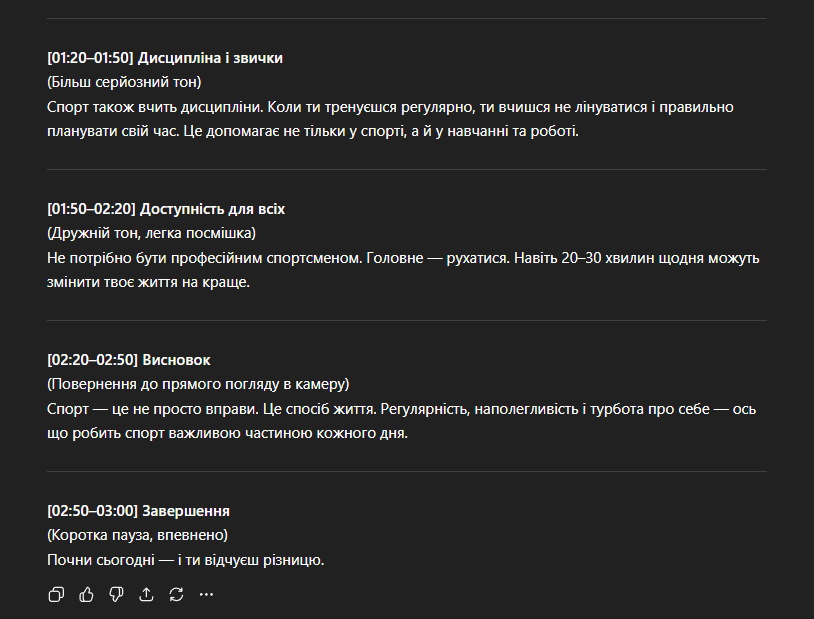 [01:20–01:50] Дисципліна і звички
(Більш серйозний тон)
Спорт також вчить дисципліни. Коли ти тренуєшся регулярно, ти вчишся не лінуватися і правильно
планувати свій час. Це допомагає не тільки у спорті, а й у навчанні та роботі.
[01:50–02:20] Доступність для всіх
(Дружній тон, легка посмішка)
Не потрібно бути професійним спортсменом. Головне — рухатися. Навіть 20–30 хвилин щодня можуть
змінити твоє життя на краще.
[02:20–02:50] Висновок
(Повернення до прямого погляду в камеру)
Спорт — це не просто вправи. Це спосіб життя. Регулярність, наполегливість і турбота про себе — ось
що робить спорт важливою частиною кожного дня.
[02:50–03:00] Завершення
(Коротка пауза, впевнено)
Почни сьогодні — і ти відчуєш різницю.